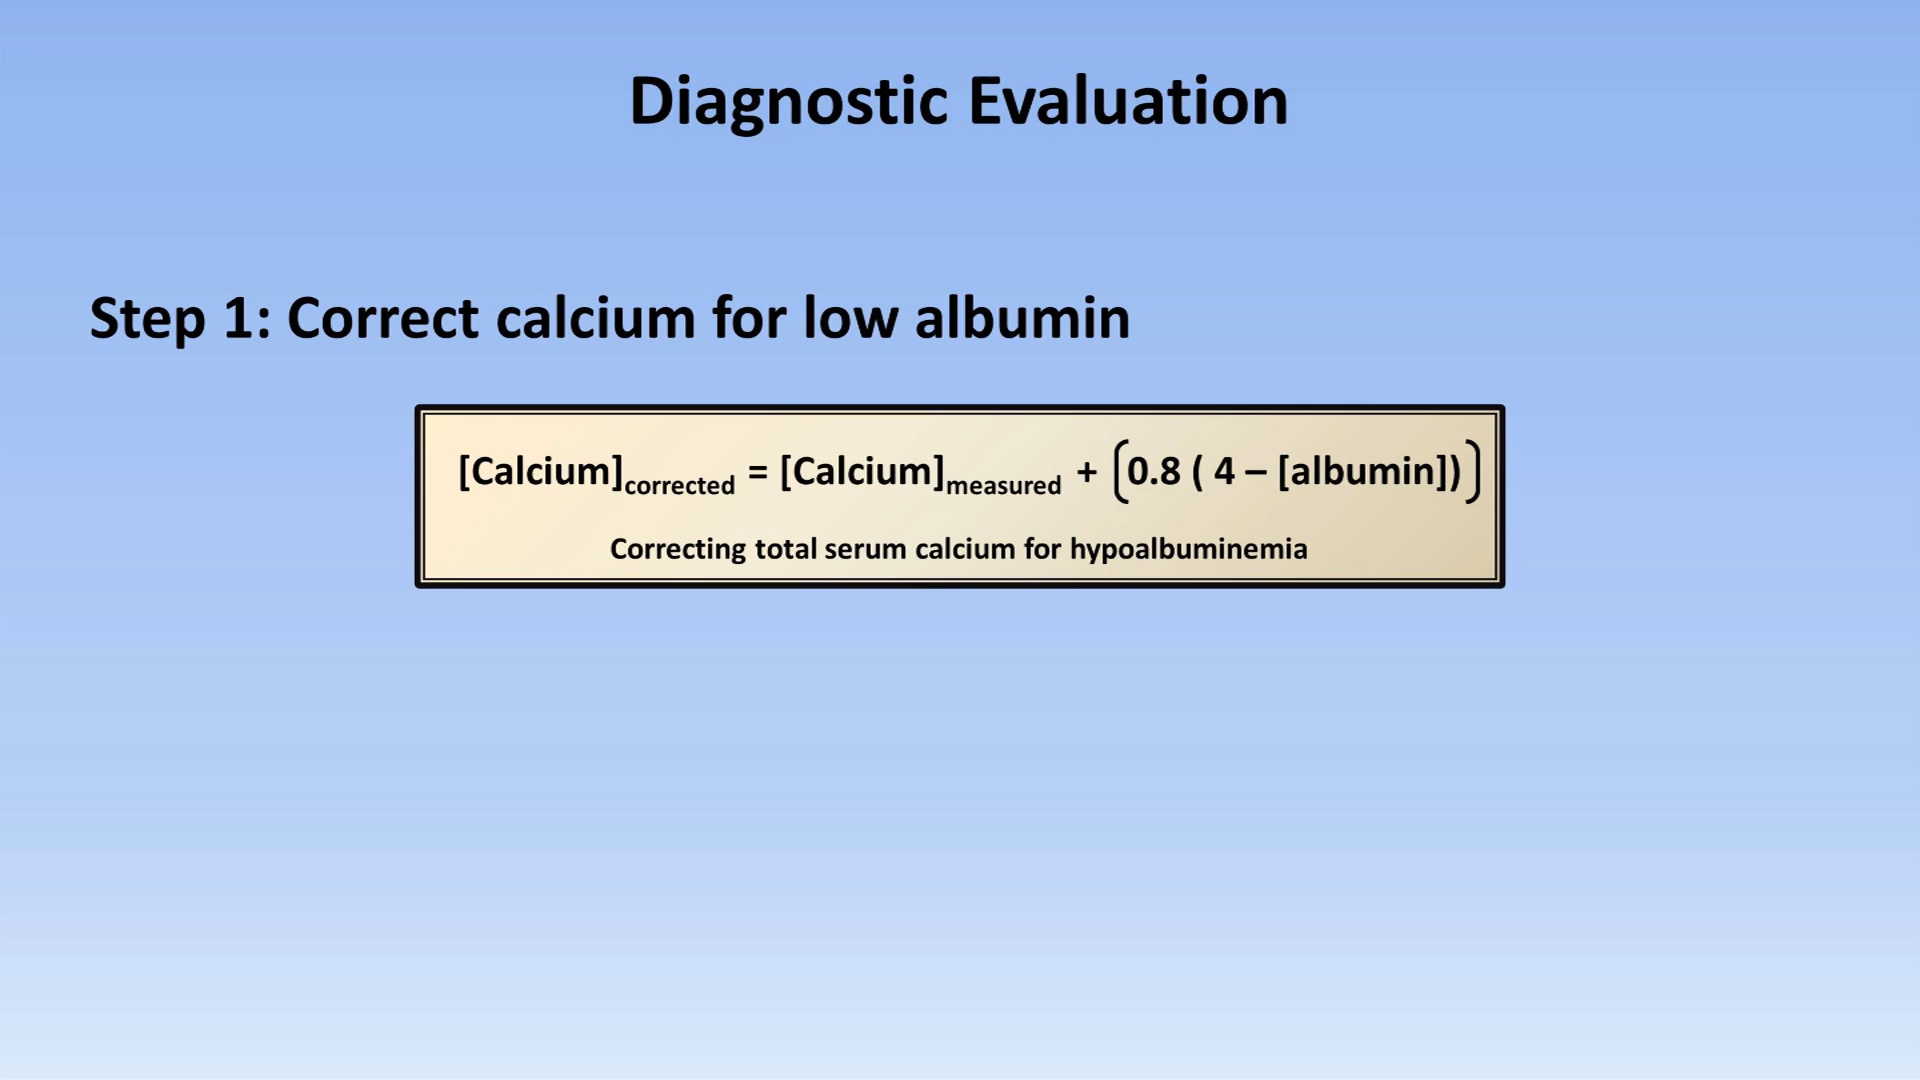 Diagnostic Evaluation
Step 1: Correct calcium for low albumin
[Calcium]corrected = [Calcium]measured + (0.8 ( 4 – [albumin]))
Correcting total serum calcium for hypoalbuminemia